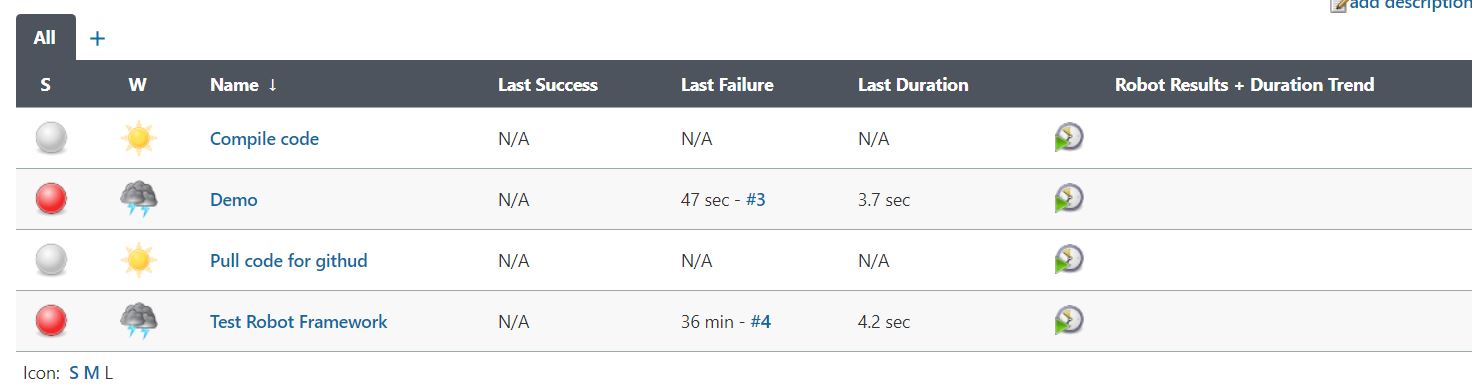 add description
All +
S W Name ↓ Last Success Last Failure Last Duration Robot Results + Duration Trend
Compile code N/A N/A N/A
Demo N/A 47 sec - #3 3.7 sec
Pull code for githud N/A N/A N/A
Test Robot Framework N/A 36 min - #4 4.2 sec
Icon: S M L